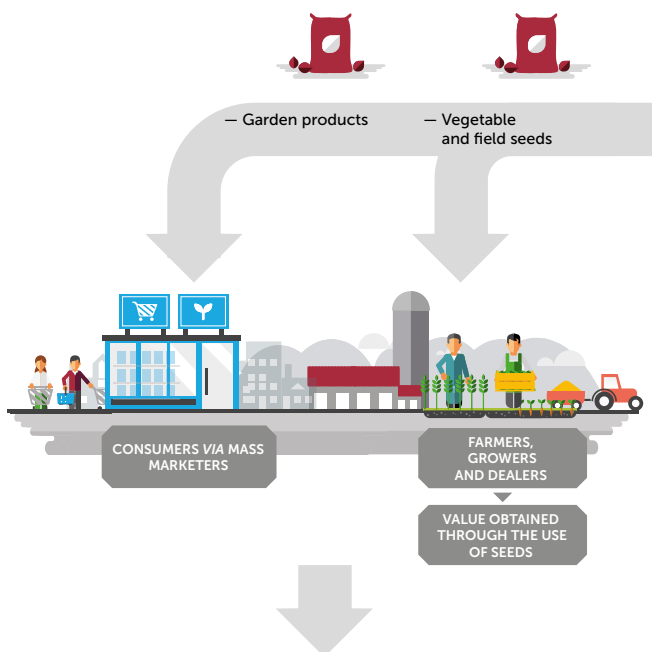 — Garden products
— Vegetable
and field seeds
CONSUMERS VIA MASS
MARKETERS
FARMERS,
GROWERS
AND DEALERS
VALUE OBTAINED
THROUGH THE USE
OF SEEDS